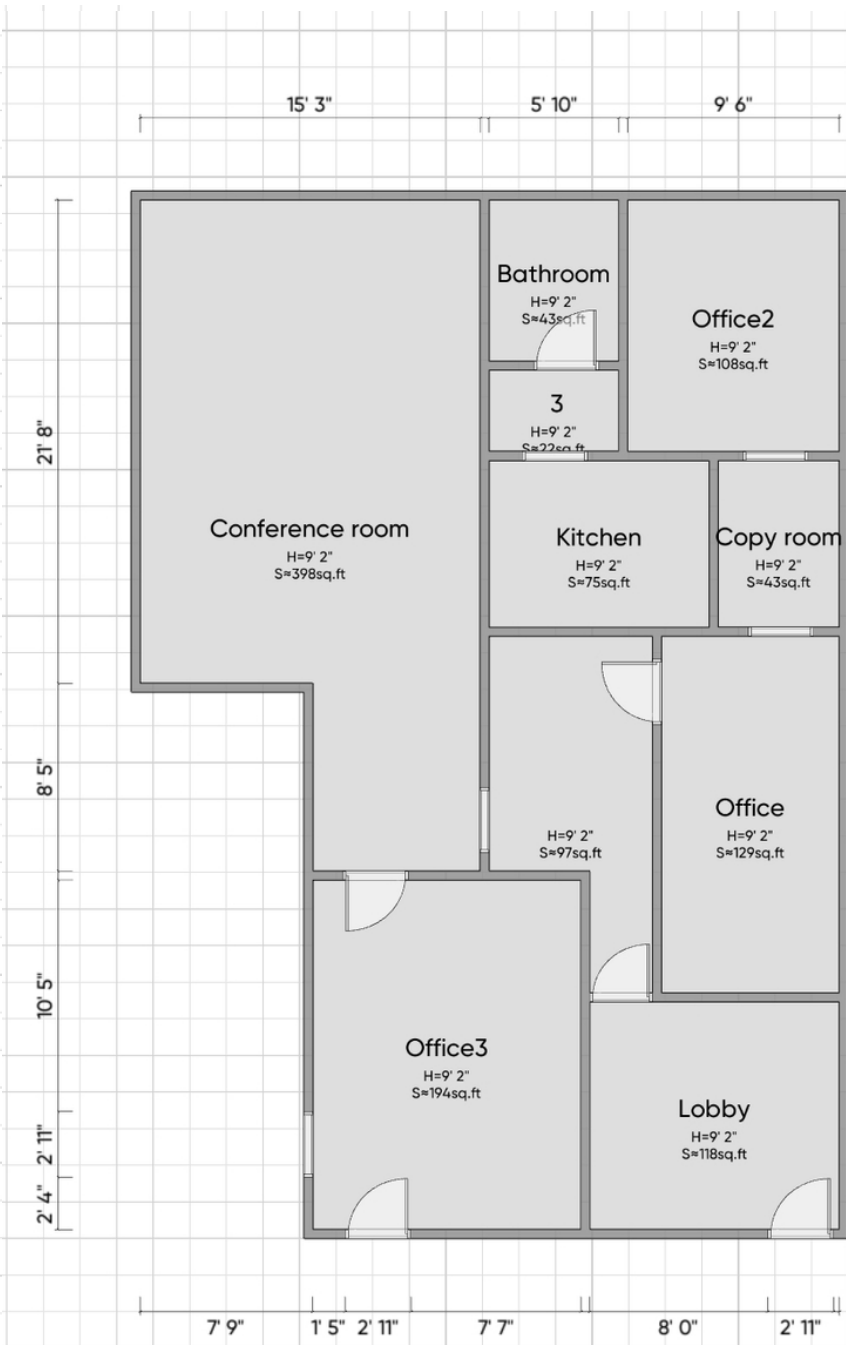 15' 3"
5' 10"
9' 6"
Bathroom
H=9' 2"
S≈43sq.ft
Office2
H=9' 2"
S≈108sq.ft
3
H=9' 2"
S≈22sq.ft
21' 8"
Conference room
H=9' 2"
S≈398sq.ft
Kitchen
H=9' 2"
S≈75sq.ft
Copy room
H=9' 2"
S≈43sq.ft
8' 5"
H=9' 2"
S≈97sq.ft
Office
H=9' 2"
S≈129sq.ft
10' 5"
Office3
H=9' 2"
S≈194sq.ft
Lobby
H=9' 2"
S≈118sq.ft
2' 11"
2' 4"
7' 9"
1' 5"
2' 11"
7' 7"
8' 0"
2' 11"